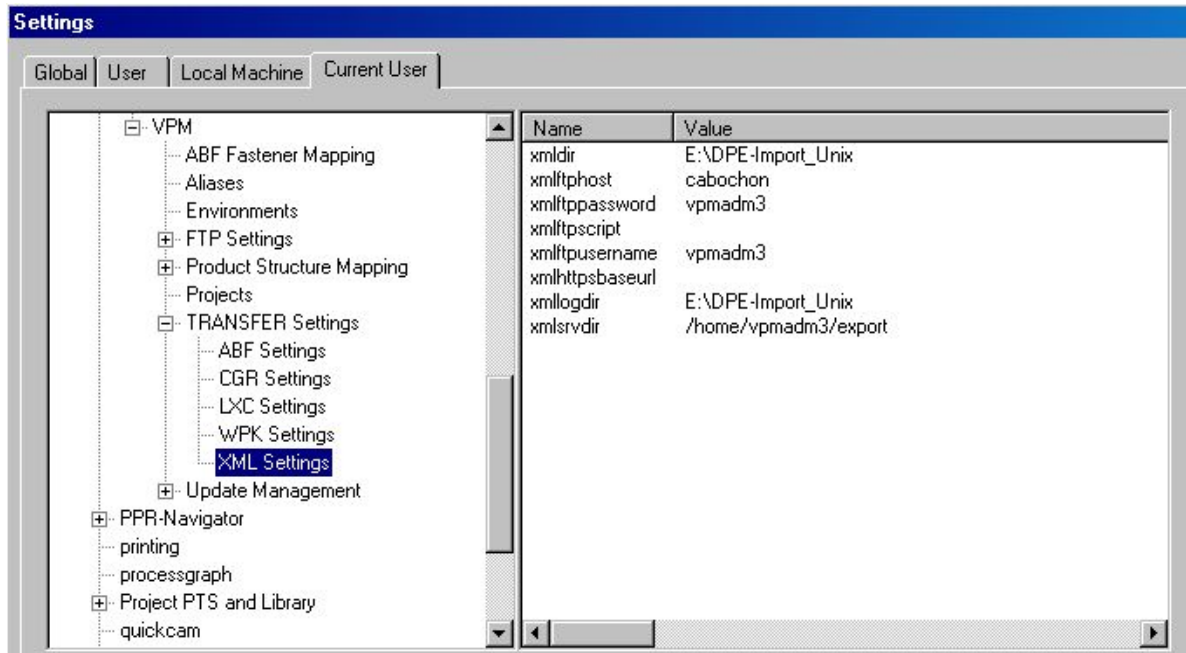 Settings
Global User Local Machine Current User
VPM
ABF Fastener Mapping
Aliases
Environments
FTP Settings
Product Structure Mapping
Projects
TRANSFER Settings
ABF Settings
CGR Settings
LXC Settings
WPK Settings
XML Settings
Update Management
PPR-Navigator
printing
processgraph
Project PTS and Library
quickcam
Name Value
xmldir E:\DPE-Import_Unix
xmlftphost cabochon
xmlftppassword vpmadm3
xmlftpscript
xmlftpusername vpmadm3
xmlhttpsbaseurl
xmllogdir E:\DPE-Import_Unix
xmlsrvdir /home/vpmadm3/export